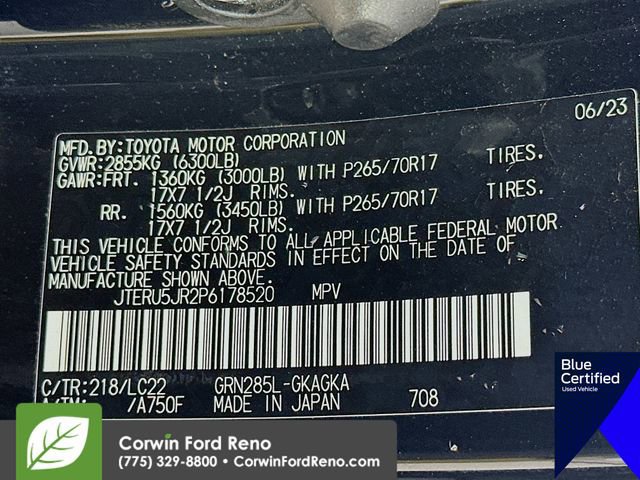 06/23
MFD.BY:TOYOTA MOTOR CORPORATION
GVWR:2855KG (6300LB)
GAWR:FRT. 1360KG (3000LB) WITH P265/70R17 TIRES.
17X7 1/2J RIMS.
RR. 1560KG (3450LB) WITH P265/70R17 TIRES.
17X7 1/2J RIMS.
THIS VEHICLE CONFORMS TO ALL APPLICABLE FEDERAL MOTOR
VEHICLE SAFETY STANDARDS IN EFFECT ON THE DATE OF
MANUFACTURE SHOWN ABOVE.
JTERU5JR2P6178520 MPV
C/TR:218/LC22 GRN285L-GKAGKA
A/TM: /A750F MADE IN JAPAN 708
Blue
Certified
Used Vehicle
Corwin Ford Reno
(775) 329-8800 • CorwinFordReno.com